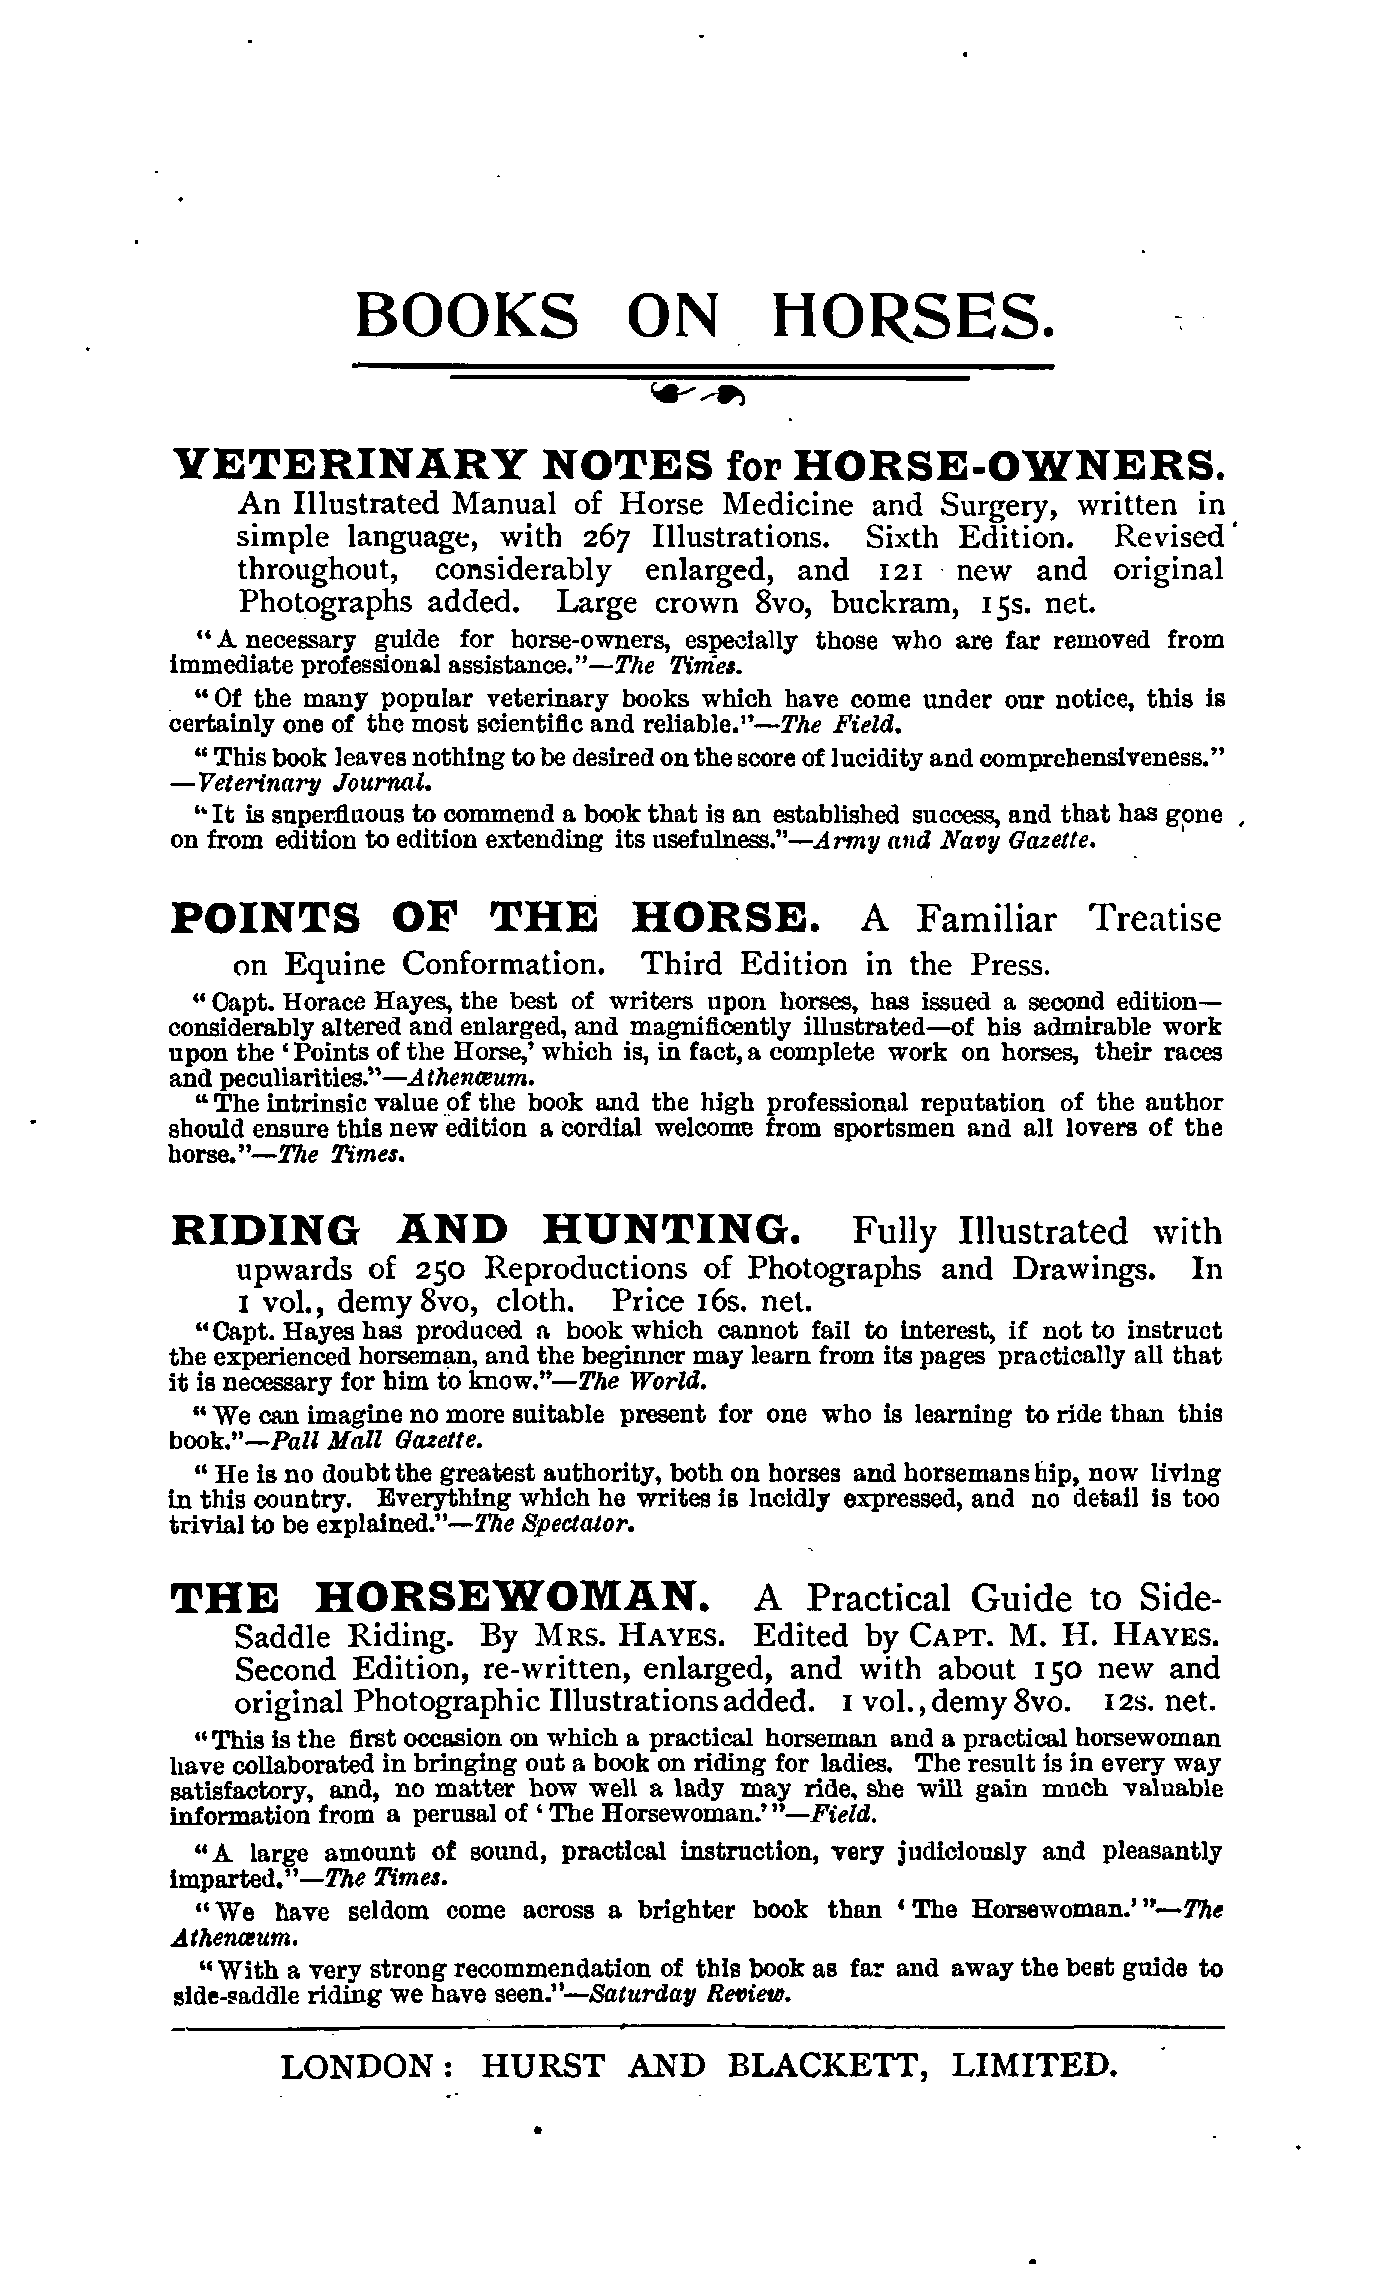 BOOKS ON HORSES.
VETERINARY NOTES for HORSE-OWNERS.
An Illustrated Manual of Horse Medicine and Surgery, written in
simple language, with 267 Illustrations. Sixth Edition. Revised
throughout, considerably enlarged, and 121 new and original
Photographs added. Large crown 8vo, buckram, 15s. net.
"A necessary guide for horse-owners, especially those who are far removed from
immediate professional assistance."—The Times.
"Of the many popular veterinary books which have come under our notice, this is
certainly one of the most scientific and reliable."—The Field.
"This book leaves nothing to be desired on the score of lucidity and comprehensiveness."
—Veterinary Journal.
"It is superfluous to commend a book that is an established success, and that has gone
on from edition to edition extending its usefulness."—Army and Navy Gazette.
POINTS OF THE HORSE. A Familiar Treatise
on Equine Conformation. Third Edition in the Press.
"Capt. Horace Hayes, the best of writers upon horses, has issued a second edition—
considerably altered and enlarged, and magnificently illustrated—of his admirable work
upon the 'Points of the Horse,' which is, in fact, a complete work on horses, their races
and peculiarities."—Athenæum.
"The intrinsic value of the book and the high professional reputation of the author
should ensure this new edition a cordial welcome from sportsmen and all lovers of the
horse."—The Times.
RIDING AND HUNTING. Fully Illustrated with
upwards of 250 Reproductions of Photographs and Drawings. In
1 vol., demy 8vo, cloth. Price 16s. net.
"Capt. Hayes has produced a book which cannot fail to interest, if not to instruct
the experienced horseman, and the beginner may learn from its pages practically all that
it is necessary for him to know."—The World.
"We can imagine no more suitable present for one who is learning to ride than this
book."—Pall Mall Gazette.
"He is no doubt the greatest authority, both on horses and horsemanship, now living
in this country. Everything which he writes is lucidly expressed, and no detail is too
trivial to be explained."—The Spectator.
THE HORSEWOMAN. A Practical Guide to Side-
Saddle Riding. By MRS. HAYES. Edited by CAPT. M. H. HAYES.
Second Edition, re-written, enlarged, and with about 150 new and
original Photographic Illustrations added. 1 vol., demy 8vo. 12s. net.
"This is the first occasion on which a practical horseman and a practical horsewoman
have collaborated in bringing out a book on riding for ladies. The result is in every way
satisfactory, and, no matter how well a lady may ride, she will gain much valuable
information from a perusal of 'The Horsewoman.'"—Field.
"A large amount of sound, practical instruction, very judiciously and pleasantly
imparted."—The Times.
"We have seldom come across a brighter book than 'The Horsewoman.'"—The
Athenæum.
"With a very strong recommendation of this book as far and away the best guide to
side-saddle riding we have seen."—Saturday Review.
LONDON: HURST AND BLACKETT, LIMITED.